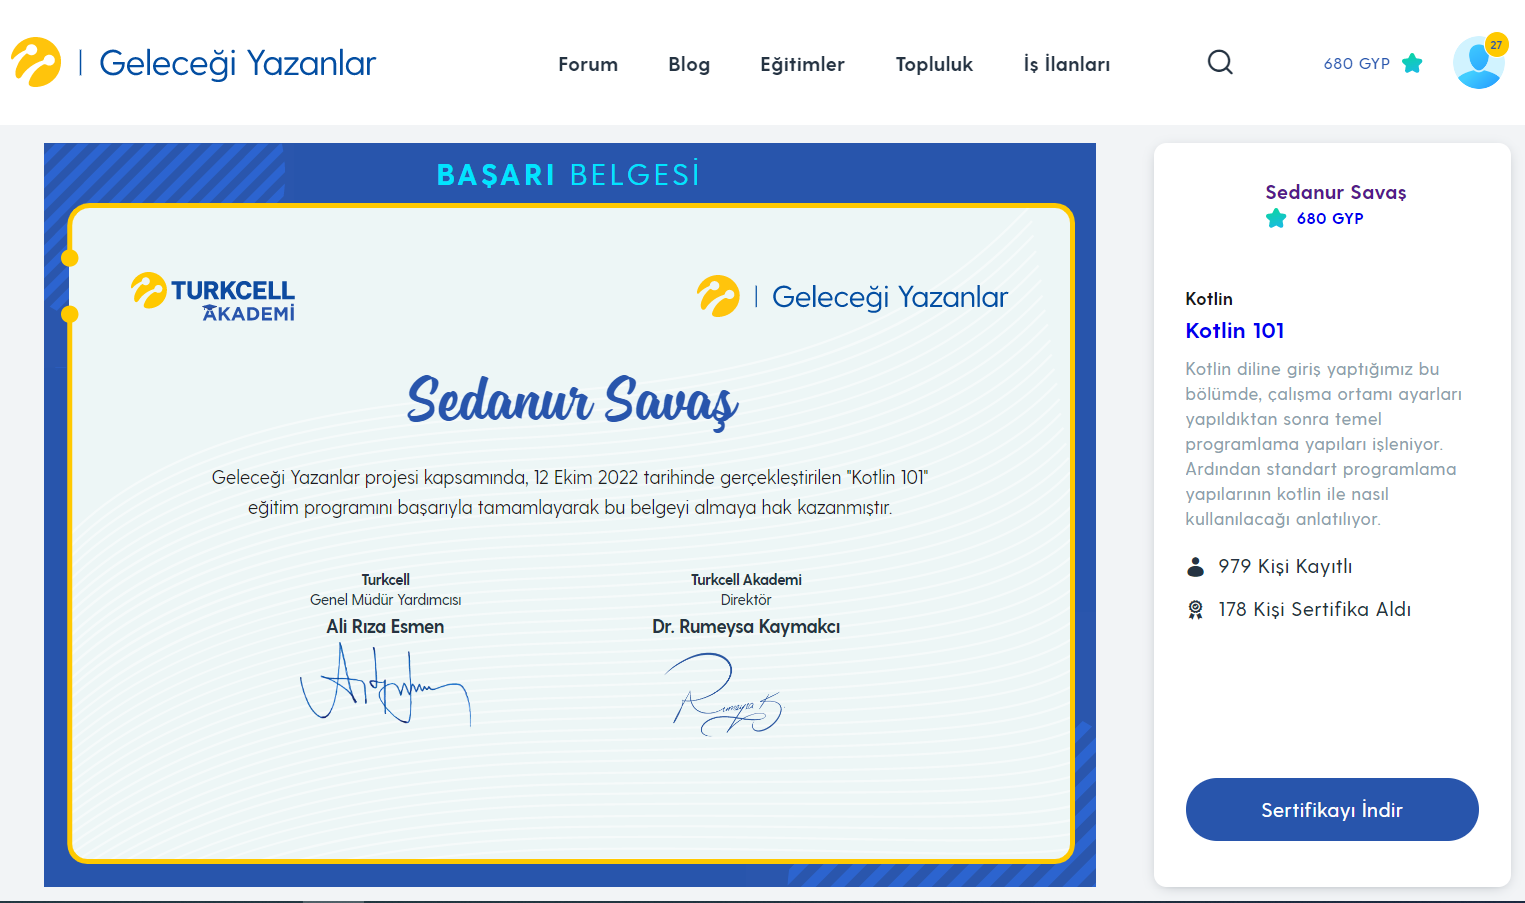 Geleceği Yazanlar
Forum
Blog
Eğitimler
Topluluk
İş İlanları
680 GYP
27
BAŞARI BELGESİ
TURKCELL
AKADEMİ
Geleceği Yazanlar
Sedanur Savaş
Geleceği Yazanlar projesi kapsamında, 12 Ekim 2022 tarihinde gerçekleştirilen "Kotlin 101"
eğitim programını başarıyla tamamlayarak bu belgeyi almaya hak kazanmıştır.
Turkcell
Genel Müdür Yardımcısı
Ali Rıza Esmen
Turkcell Akademi
Direktör
Dr. Rumeysa Kaymakcı
Rumeysa K
Sedanur Savaş
680 GYP
Kotlin
Kotlin 101
Kotlin diline giriş yaptığımız bu
bölümde, çalışma ortamı ayarları
yapıldıktan sonra temel
programlama yapıları işleniyor.
Ardından standart programlama
yapılarının kotlin ile nasıl
kullanılacağı anlatılıyor.
979 Kişi Kayıtlı
178 Kişi Sertifika Aldı
Sertifikayı İndir